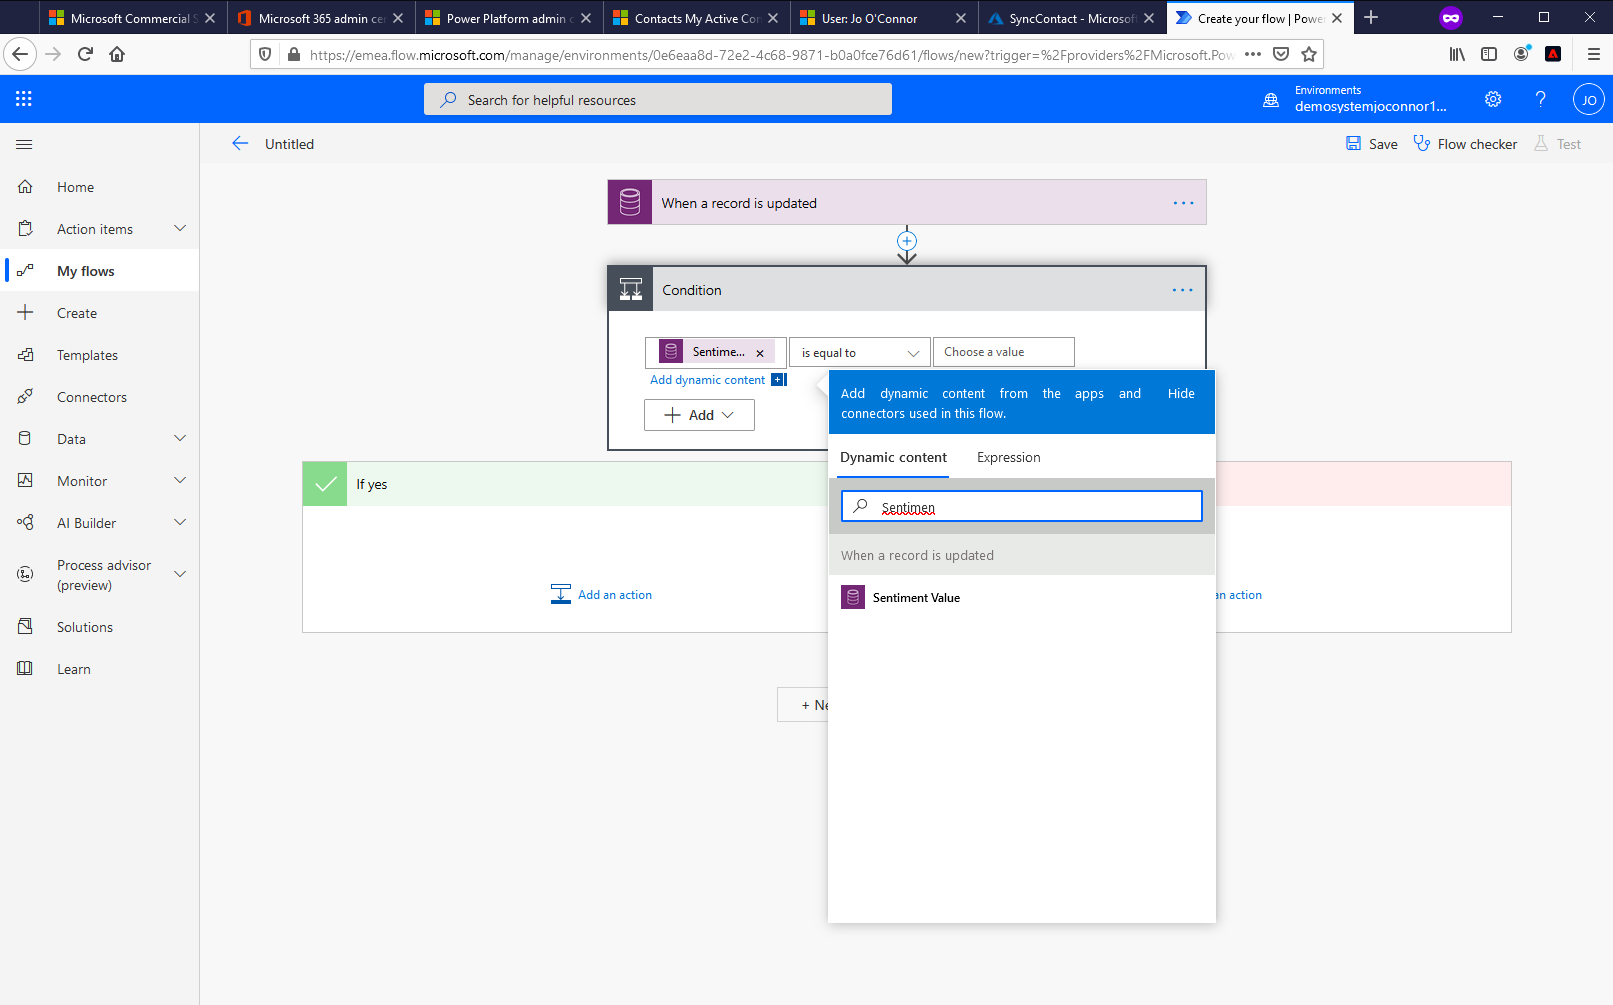 Microsoft Commercial S
Microsoft 365 admin cen
Power Platform admin c
Contacts My Active Con
User: Jo O'Connor
SyncContact - Microsoft
Create your flow | Power
https://emea.flow.microsoft.com/manage/environments/0e6eaa8d-72e2-4c68-9871-b0a0fce76d61/flows/new?trigger=%2Fproviders%2FMicrosoft.Pow
Search for helpful resources
Environments
demosystemjoconnor1...
?
JO
Untitled
Save
Flow checker
Test
Home
Action items
My flows
Create
Templates
Connectors
Data
Monitor
AI Builder
Process advisor
(preview)
Solutions
Learn
When a record is updated
Condition
Sentime...
is equal to
Choose a value
Add dynamic content
Add
Add dynamic content from the apps and
connectors used in this flow.
Hide
Dynamic content
Expression
Sentimen
When a record is updated
Sentiment Value
If yes
Add an action
an action
+ Ne